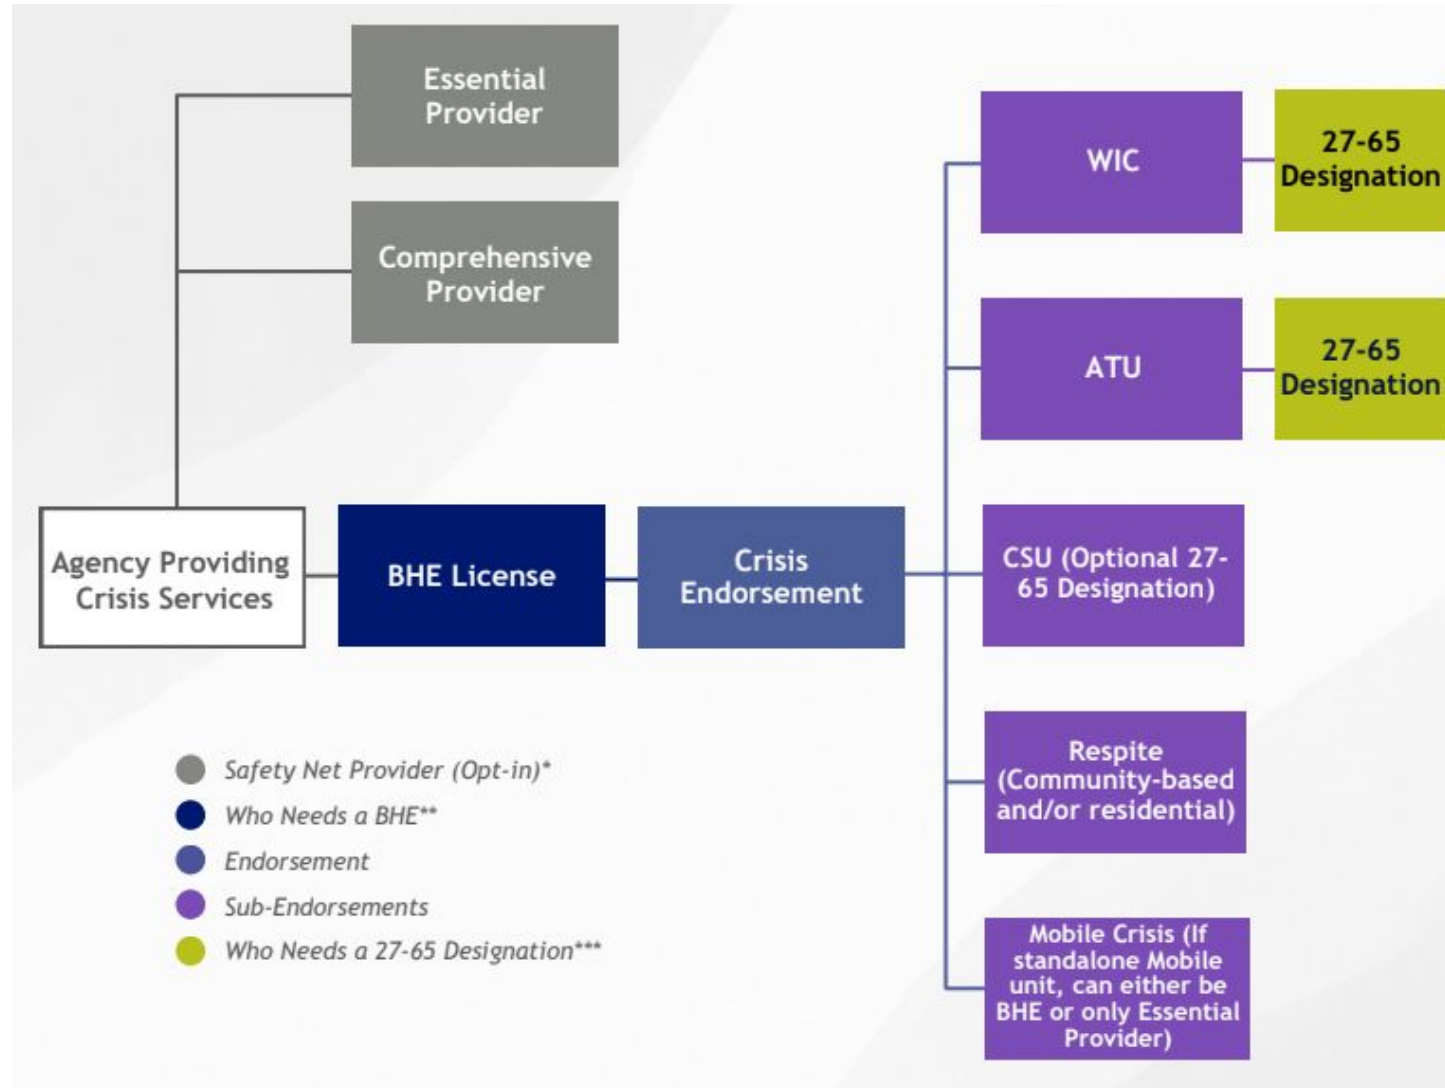 Essential
Provider
Comprehensive
Provider
Agency Providing
Crisis Services
BHE License
Crisis
Endorsement
WIC
27-65
Designation
ATU
27-65
Designation
CSU (Optional 27-
65 Designation)
Respite
(Community-based
and/or residential)
Mobile Crisis (If
standalone Mobile
unit, can either be
BHE or only Essential
Provider)
Safety Net Provider (Opt-in)*
Who Needs a BHE**
Endorsement
Sub-Endorsements
Who Needs a 27-65 Designation***